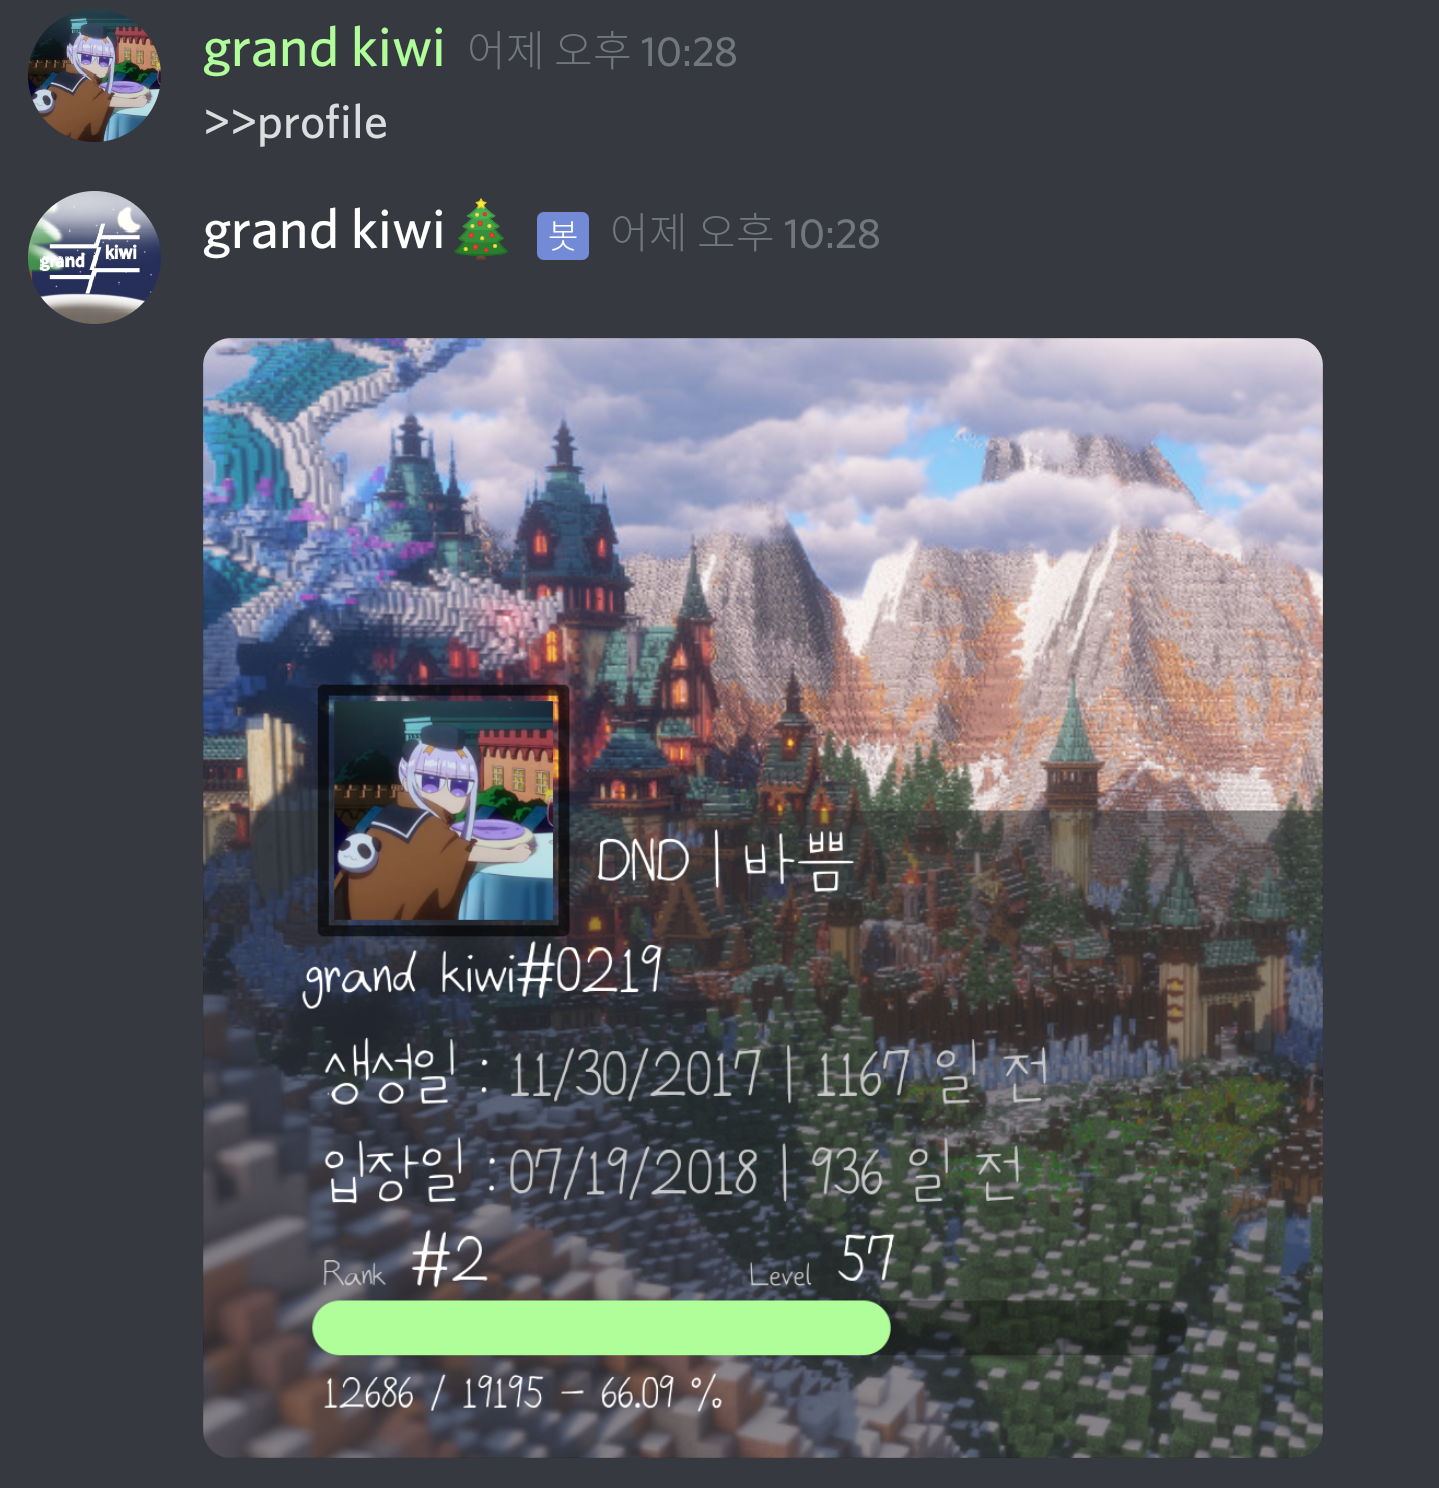 grand kiwi 어제 오후 10:28
>>profile
grand kiwi🎄 봇 어제 오후 10:28
grand kiwi
DND | 바쁨
grand kiwi#0219
생성일 : 11/30/2017 | 1167 일 전
입장일 : 07/19/2018 | 936 일 전
Rank #2 Level 57
12686 / 19195 - 66.09 %